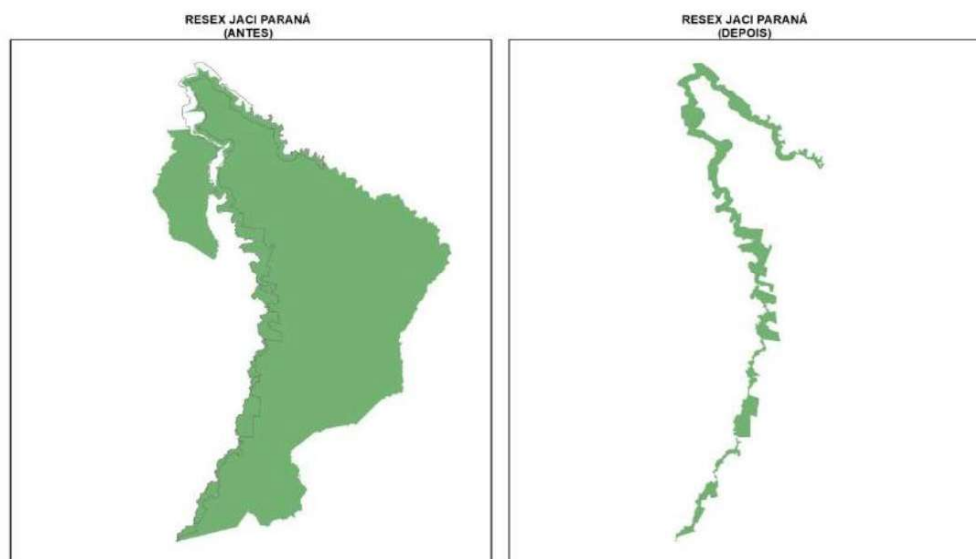 RESEX JACI PARANÁ
(ANTES)
RESEX JACI PARANÁ
(DEPOIS)